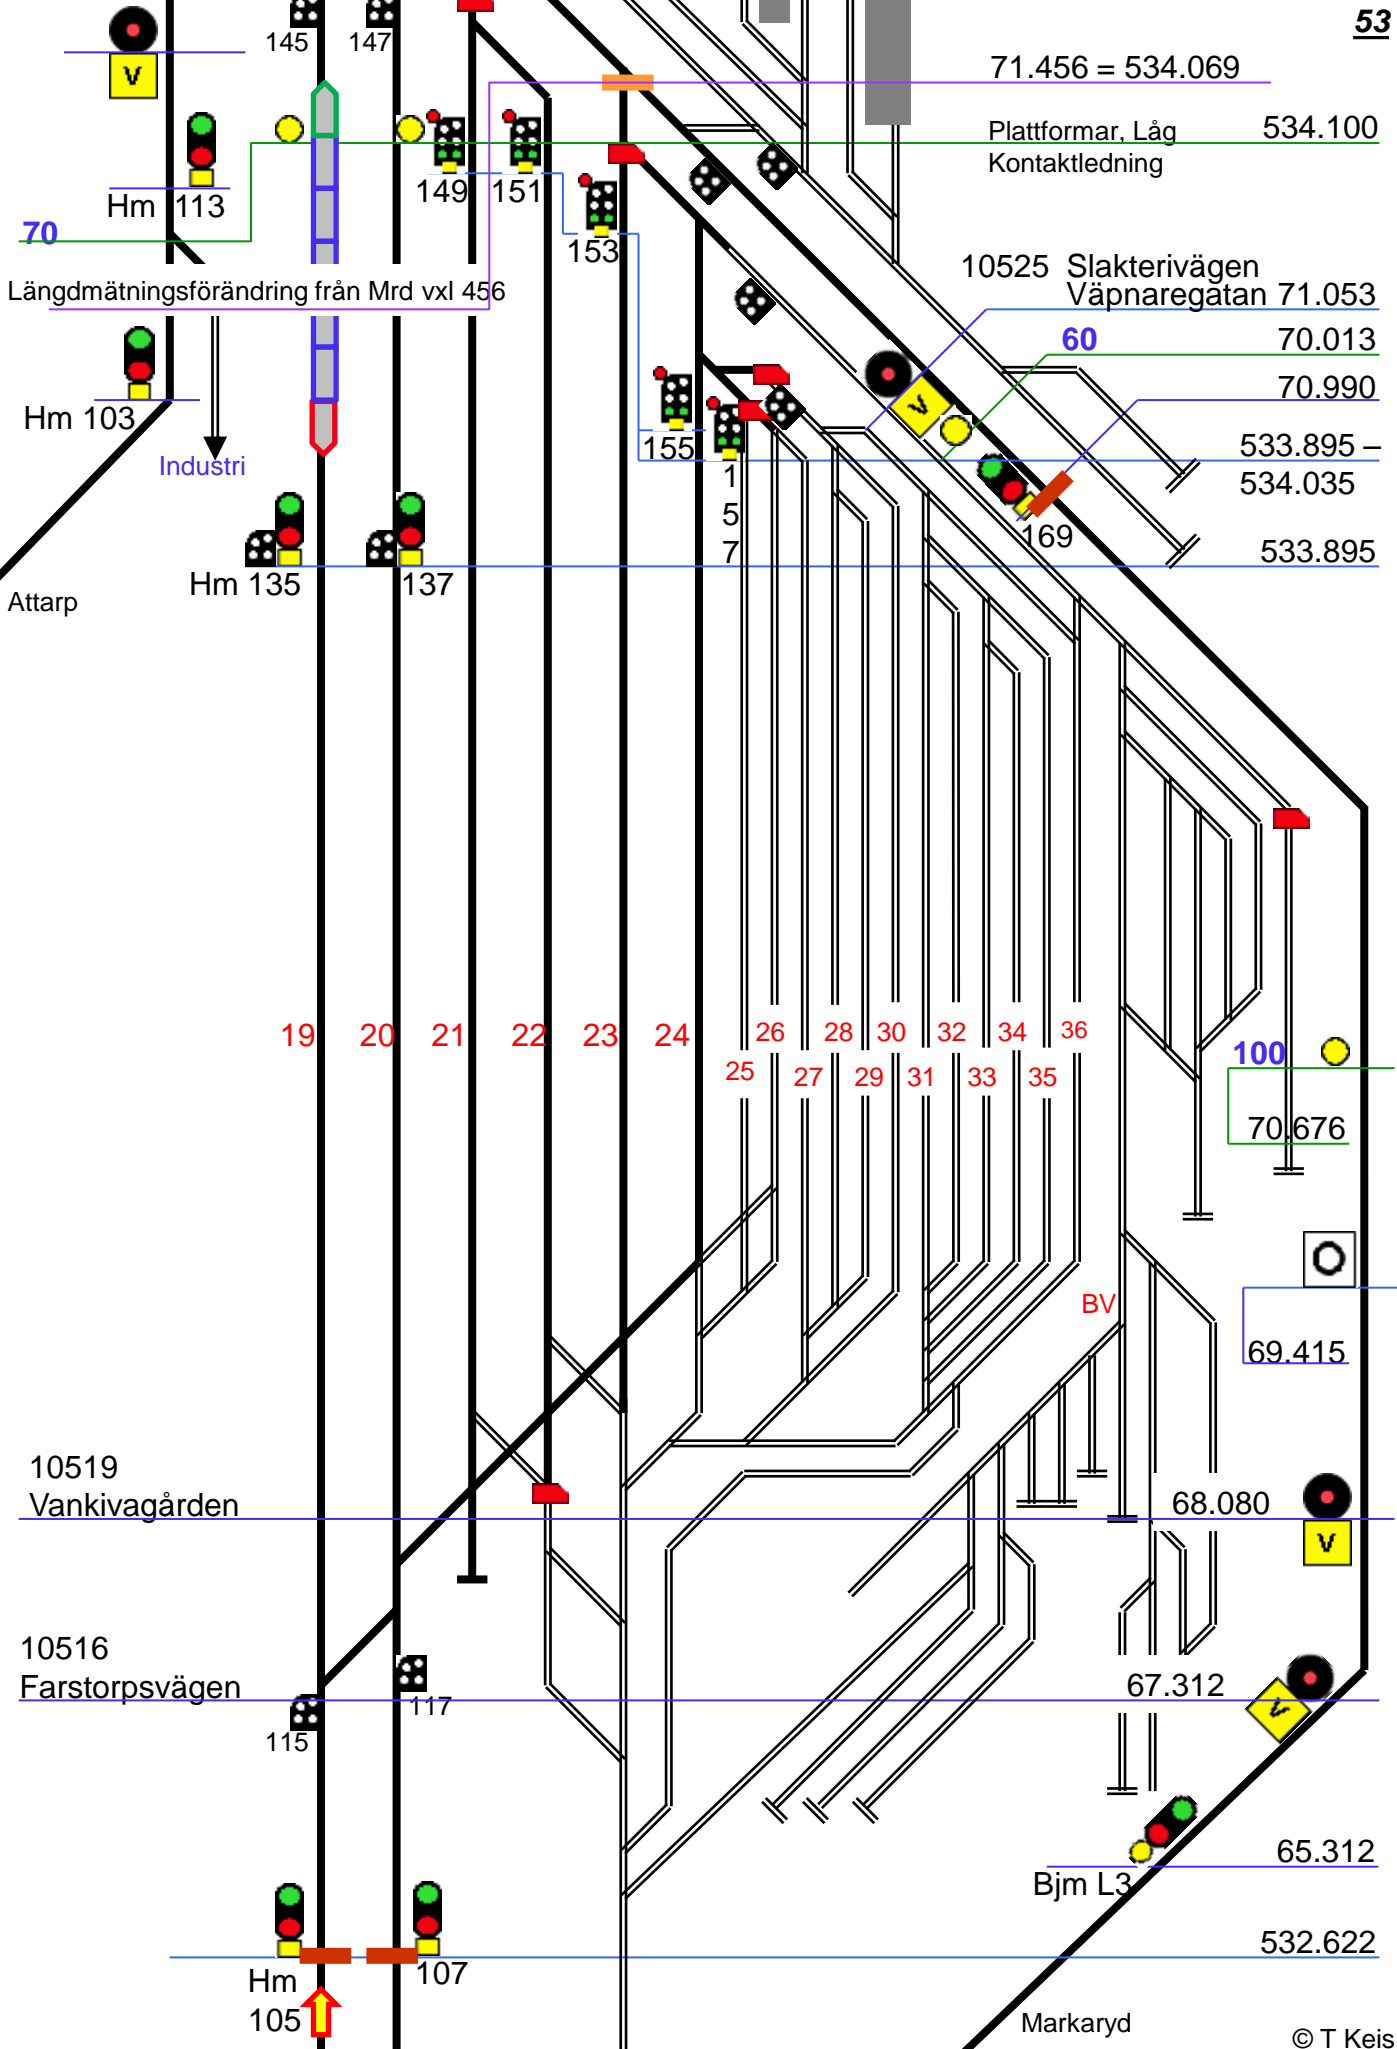 53
145 147
V
71.456 = 534.069
Plattformar, Låg 534.100
Kontaktledning
149 151
Hm 113
70
153
10525 Slakterivägen
Väpnaregatan 71.053
Längdmätningsförändring från Mrd vxl 456
60 70.013
70.990
V
Hm 103
155
533.895 –
Industri
1
5
7
534.035
169
533.895
Hm 135 137
Attarp
19 20 21 22 23 24 26 28 30 32 34 36
25 27 29 31 33 35
100
70.676
BV
69.415
10519
Vankivagården
68.080
V
10516
Farstorpsvägen
67.312
V
117
115
65.312
Bjm L3
532.622
Hm
105
107
Markaryd
© T Keis